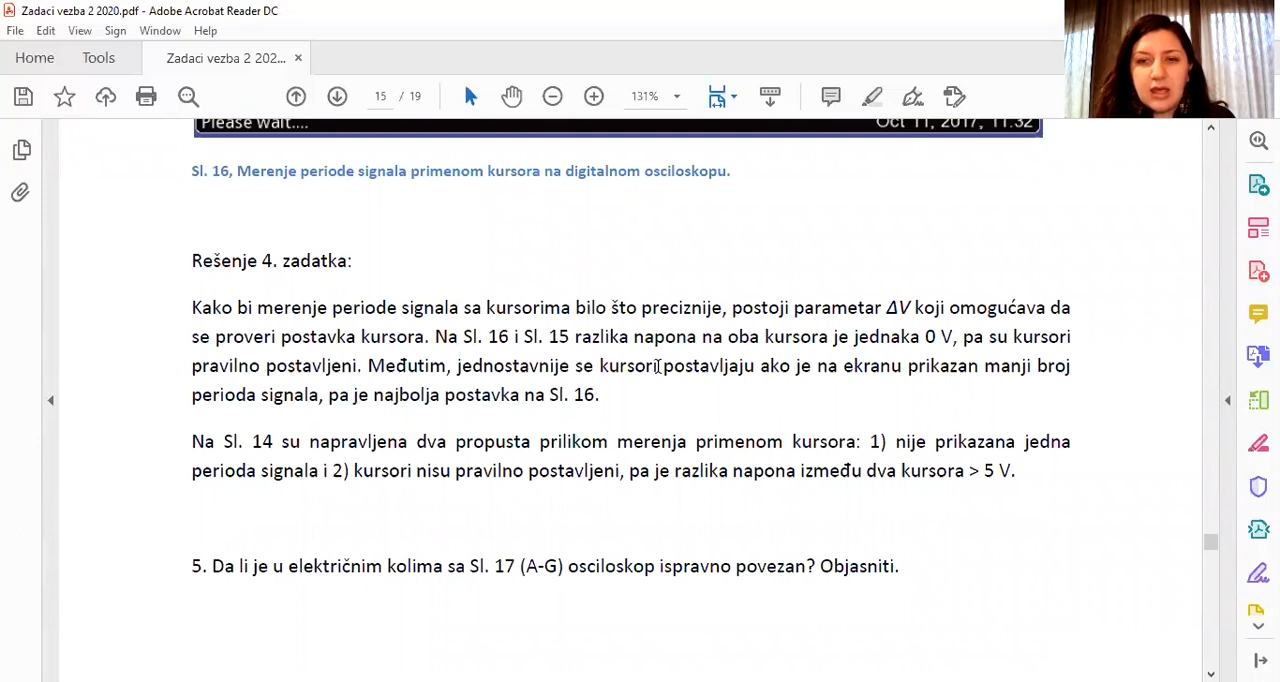 Zadaci vezba 2 2020.pdf - Adobe Acrobat Reader DC
File Edit View Sign Window Help
Home Tools Zadaci vezba 2 202... ×
15 / 19 131%
Please wait.... Oct 11, 2017, 11:32
Sl. 16, Merenje periode signala primenom kursora na digitalnom osciloskopu.
Rešenje 4. zadatka:
Kako bi merenje periode signala sa kursorima bilo što preciznije, postoji parametar ΔV koji omogućava da
se proveri postavka kursora. Na Sl. 16 i Sl. 15 razlika napona na oba kursora je jednaka 0 V, pa su kursori
pravilno postavljeni. Međutim, jednostavnije se kursori postavljaju ako je na ekranu prikazan manji broj
perioda signala, pa je najbolja postavka na Sl. 16.
Na Sl. 14 su napravljena dva propusta prilikom merenja primenom kursora: 1) nije prikazana jedna
perioda signala i 2) kursori nisu pravilno postavljeni, pa je razlika napona između dva kursora > 5 V.
5. Da li je u električnim kolima sa Sl. 17 (A-G) osciloskop ispravno povezan? Objasniti.